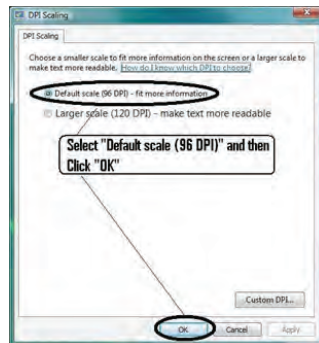 DPI Scaling
DPI Scaling
Choose a smaller scale to fit more information on the screen or a larger scale to
make text more readable. How do I know which DPI to choose?
Default scale (96 DPI) - fit more information
Larger scale (120 DPI) - make text more readable
Select "Default scale (96 DPI)" and then
Click "OK"
Custom DPI...
OK Cancel Apply